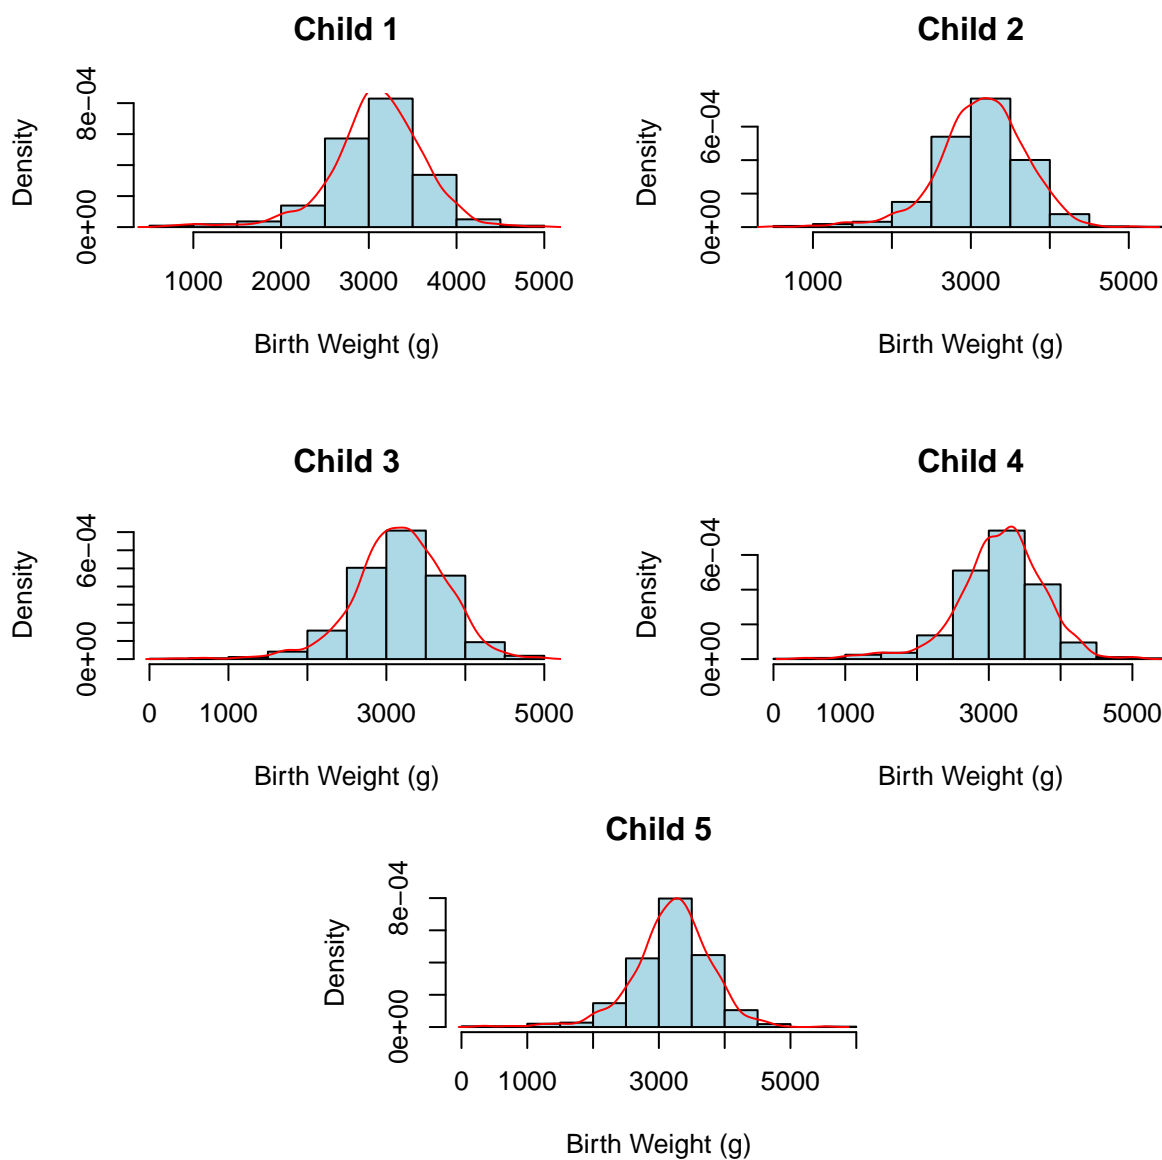 Child 1
Density
0e+00 8e−04
1000 2000 3000 4000 5000
Birth Weight (g)
Child 2
Density
0e+00 6e−04
1000 3000 5000
Birth Weight (g)
Child 3
Density
0e+00 6e−04
0 1000 3000 5000
Birth Weight (g)
Child 4
Density
0e+00 6e−04
0 1000 3000 5000
Birth Weight (g)
Child 5
Density
0e+00 8e−04
0 1000 3000 5000
Birth Weight (g)